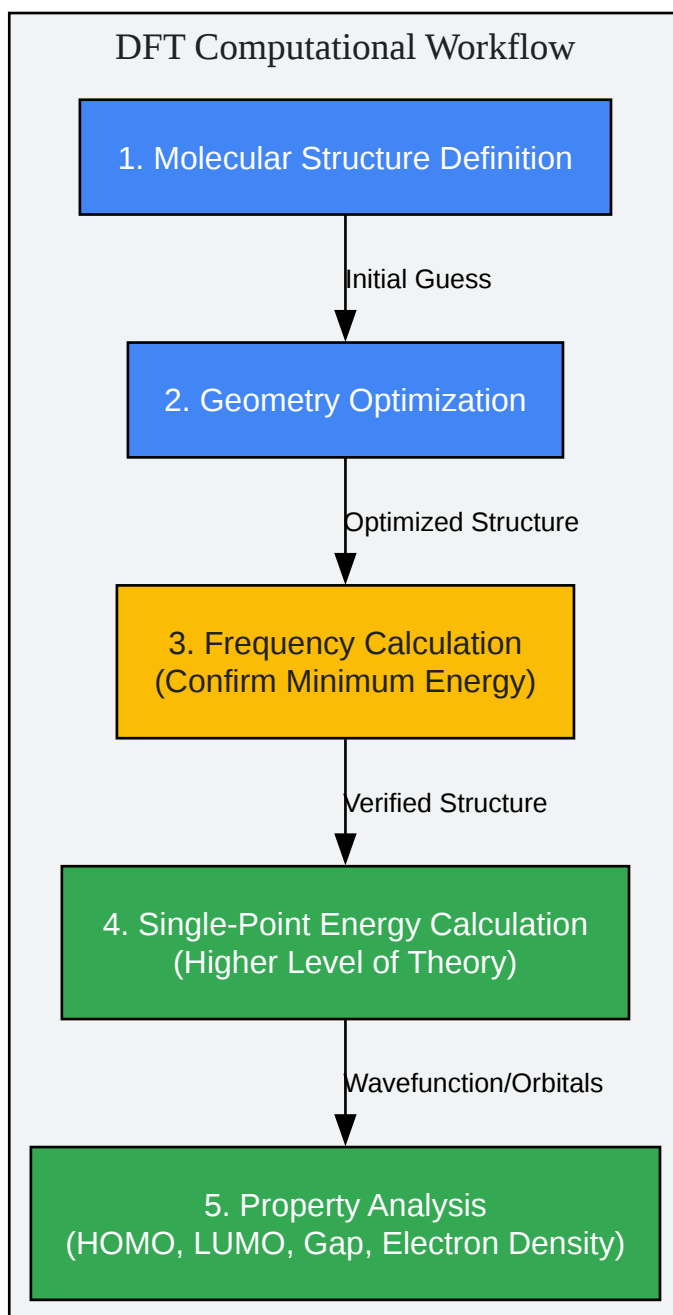 DFT Computational Workflow
1. Molecular Structure Definition
Initial Guess
2. Geometry Optimization
Optimized Structure
3. Frequency Calculation
(Confirm Minimum Energy)
Verified Structure
4. Single-Point Energy Calculation
(Higher Level of Theory)
Wavefunction/Orbitals
5. Property Analysis
(HOMO, LUMO, Gap, Electron Density)